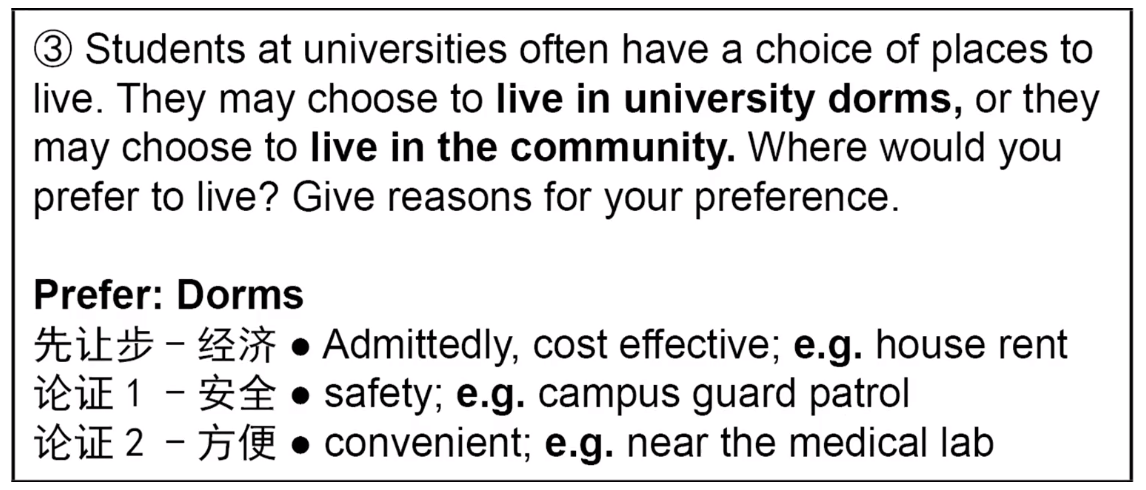 ③ Students at universities often have a choice of places to
live. They may choose to live in university dorms, or they
may choose to live in the community. Where would you
prefer to live? Give reasons for your preference.
Prefer: Dorms
先让步 – 经济 ● Admittedly, cost effective; e.g. house rent
论证 1 – 安全 ● safety; e.g. campus guard patrol
论证 2 – 方便 ● convenient; e.g. near the medical lab